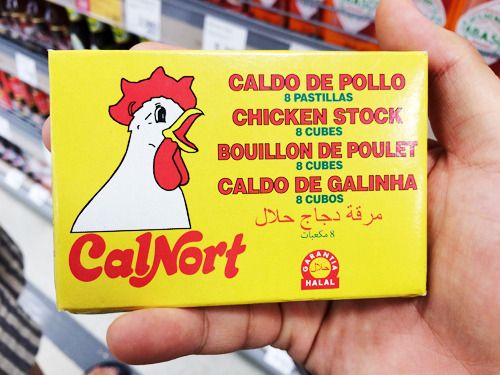 CALDO DE POLLO
8 PASTILLAS
CHICKEN STOCK
8 CUBES
BOUILLON DE POULET
8 CUBES
CALDO DE GALINHA
8 CUBOS
مرقة دجاج حلال
8 مكعبات
CalNort
GARANTIA
حلال
HALAL